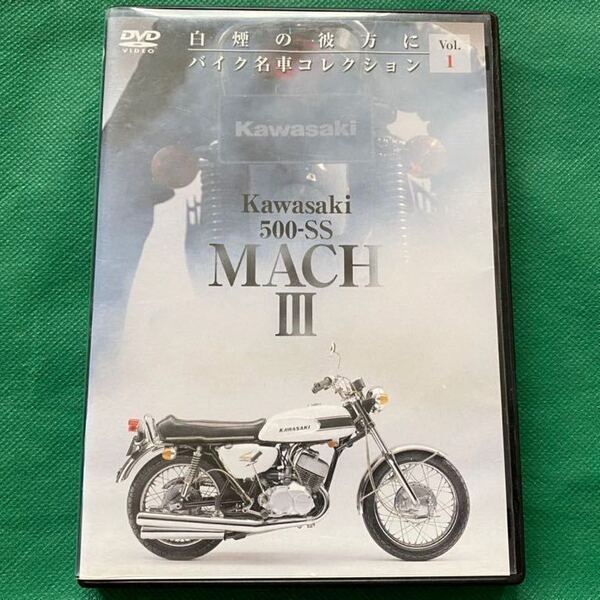 DVD
VIDEO
白煙の彼方に
バイク名車コレクション
Vol.
1
Kawasaki
Kawasaki
500-SS
MACH
III
KAWASAKI